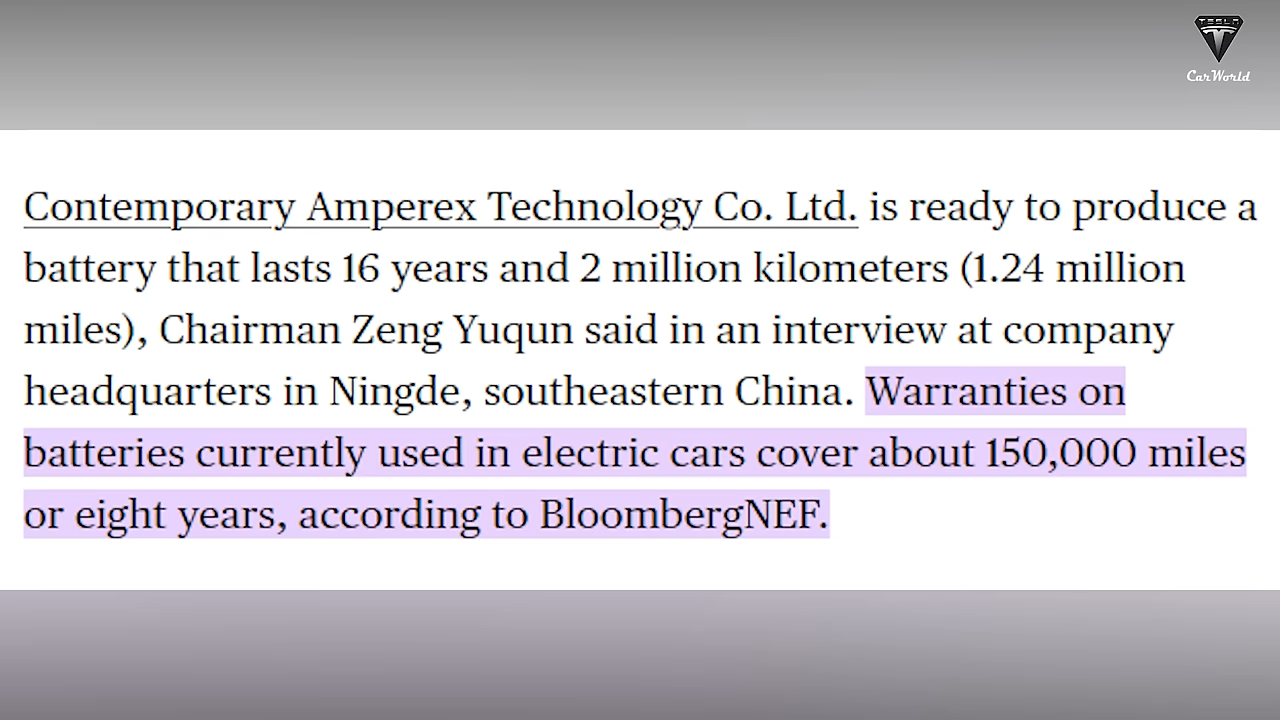 TESLA
CarWorld
Contemporary Amperex Technology Co. Ltd. is ready to produce a
battery that lasts 16 years and 2 million kilometers (1.24 million
miles), Chairman Zeng Yuqun said in an interview at company
headquarters in Ningde, southeastern China. Warranties on
batteries currently used in electric cars cover about 150,000 miles
or eight years, according to BloombergNEF.